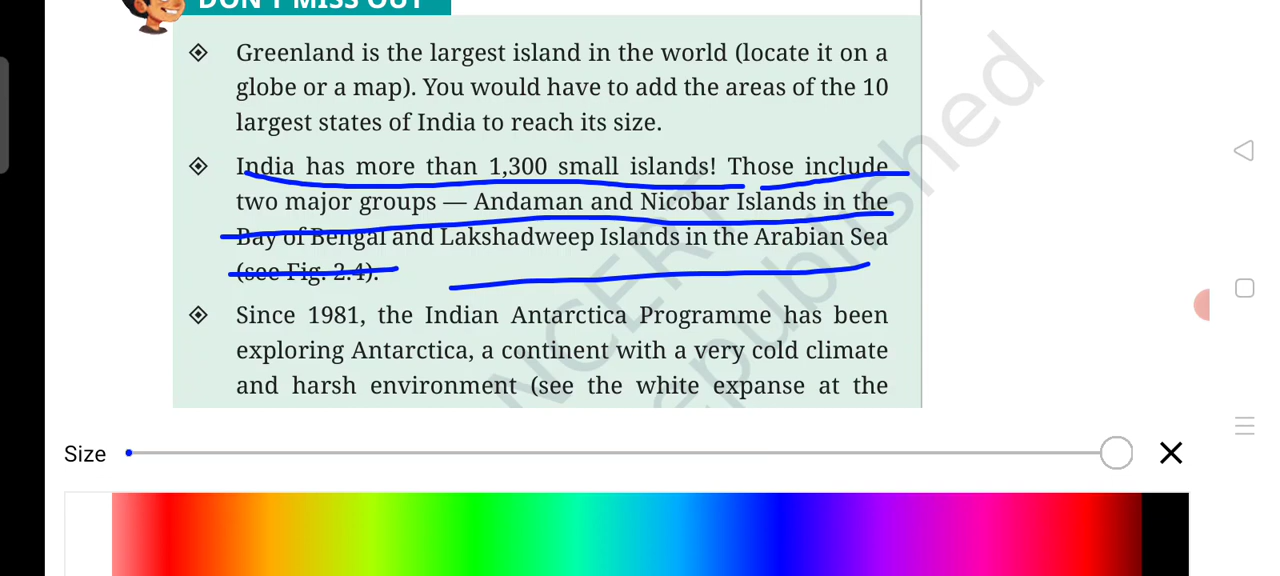 DON'T MISS OUT
Greenland is the largest island in the world (locate it on a
globe or a map). You would have to add the areas of the 10
largest states of India to reach its size.
India has more than 1,300 small islands! Those include
two major groups — Andaman and Nicobar Islands in the
Bay of Bengal and Lakshadweep Islands in the Arabian Sea
(see Fig. 2.4).
Since 1981, the Indian Antarctica Programme has been
exploring Antarctica, a continent with a very cold climate
and harsh environment (see the white expanse at the
NCERT
republished
Size